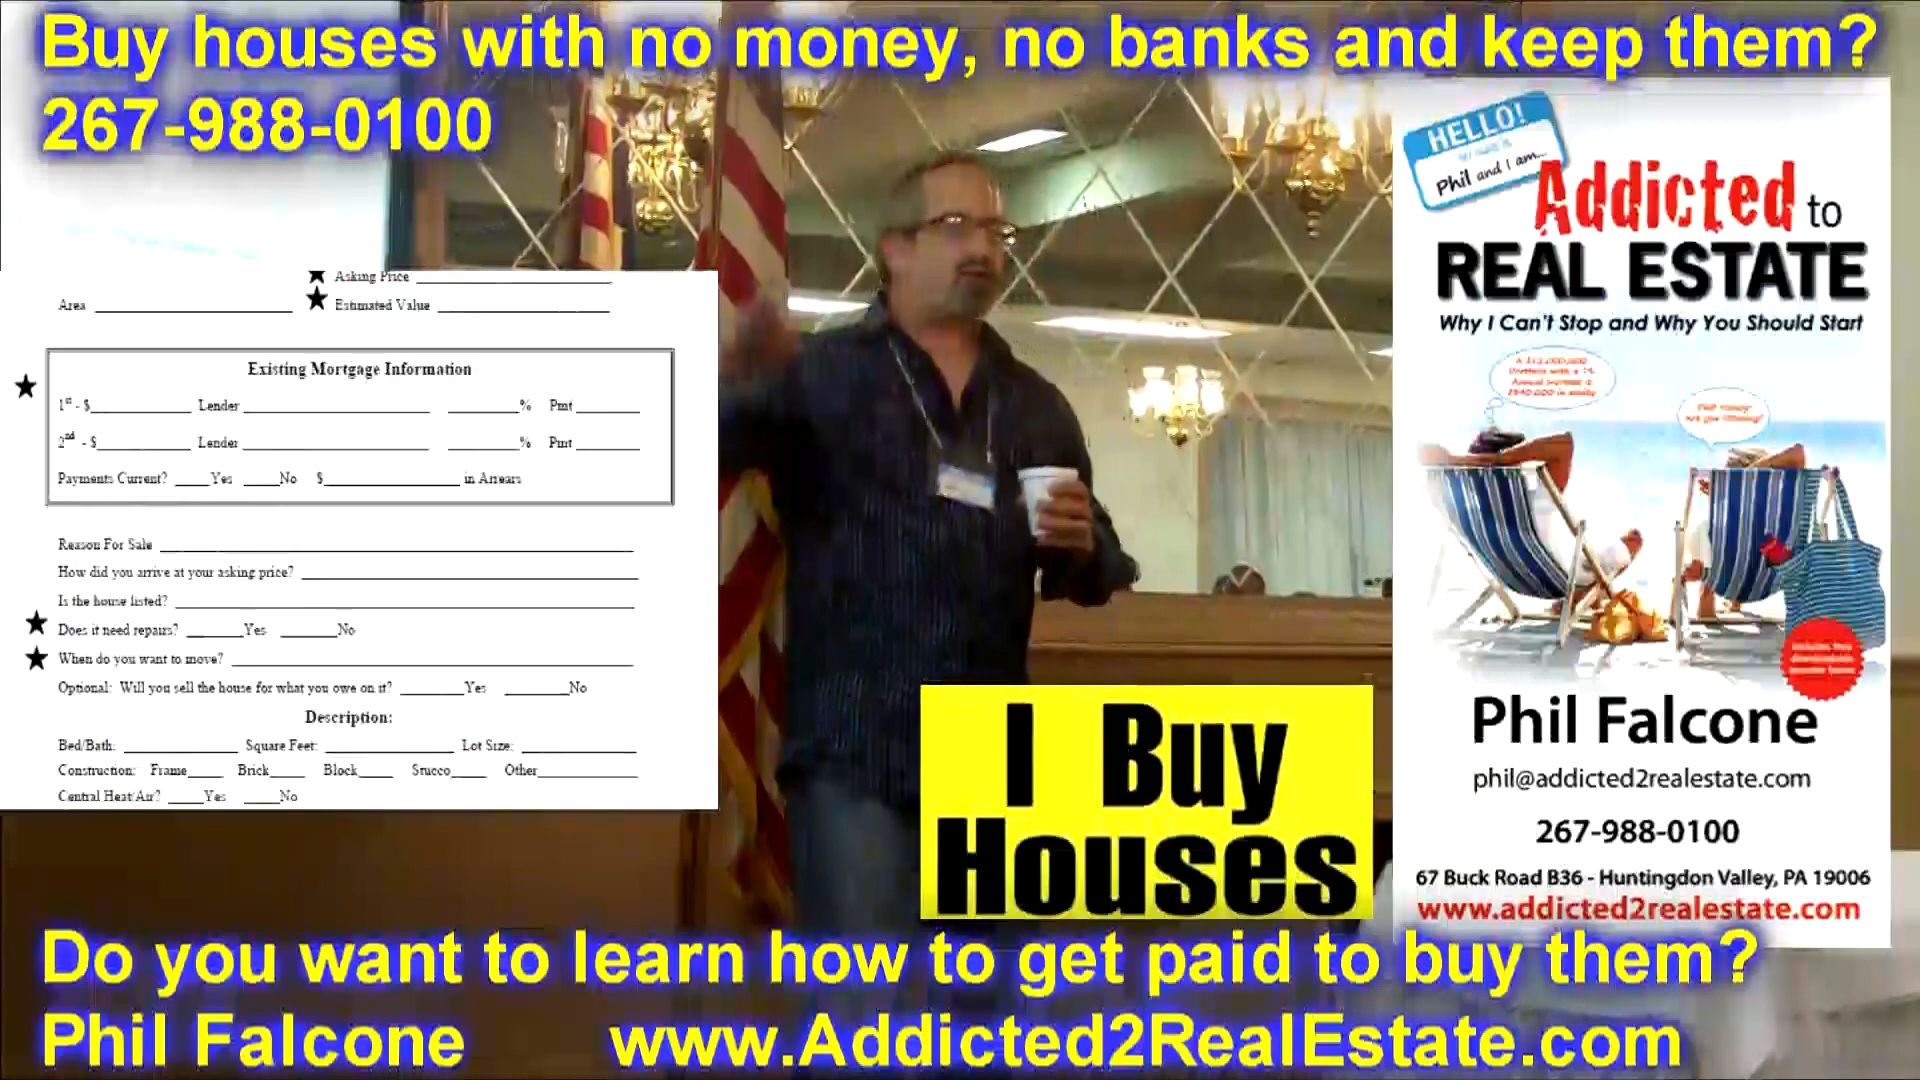 Buy houses with no money, no banks and keep them?
267-988-0100
★ Asking Price
Area ★ Estimated Value
Existing Mortgage Information
★
1st - $ Lender % Pmt
2nd - $ Lender % Pmt
Payments Current? Yes No $ in Arrears
Reason For Sale
How did you arrive at your asking price?
Is the house listed?
★ Does it need repairs? Yes No
★ When do you want to move?
Optional: Will you sell the house for what you owe on it? Yes No
Description:
Bed/Bath: Square Feet: Lot Size:
Construction: Frame Brick Block Stucco Other
Central Heat/Air? Yes No
I Buy
Houses
HELLO!
Phil and I am...
Addicted to
REAL ESTATE
Why I Can't Stop and Why You Should Start
Phil Falcone
phil@addicted2realestate.com
267-988-0100
67 Buck Road B36 - Huntingdon Valley, PA 19006
www.addicted2realestate.com
Do you want to learn how to get paid to buy them?
Phil Falcone www.Addicted2RealEstate.com